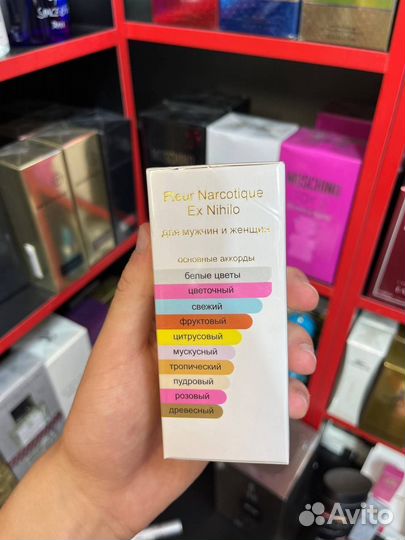 SPACE
Fleur Narcotique
Ex Nihilo
для мужчин и женщин
основные аккорды
белые цветы
цветочный
свежий
фруктовый
цитрусовый
мускусный
тропический
пудровый
розовый
древесный
MOSCHINO
Avito